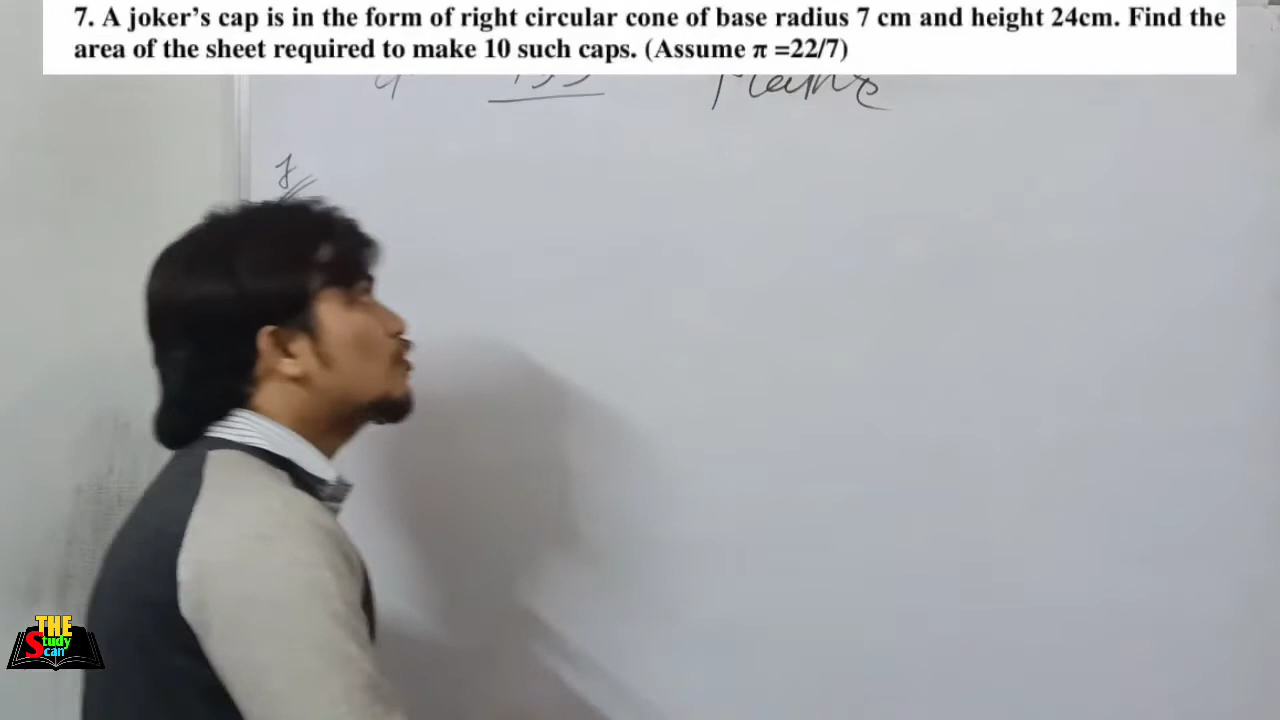 7. A joker’s cap is in the form of right circular cone of base radius 7 cm and height 24cm. Find the
area of the sheet required to make 10 such caps. (Assume π =22/7)
Maths
THE
Study
Scan